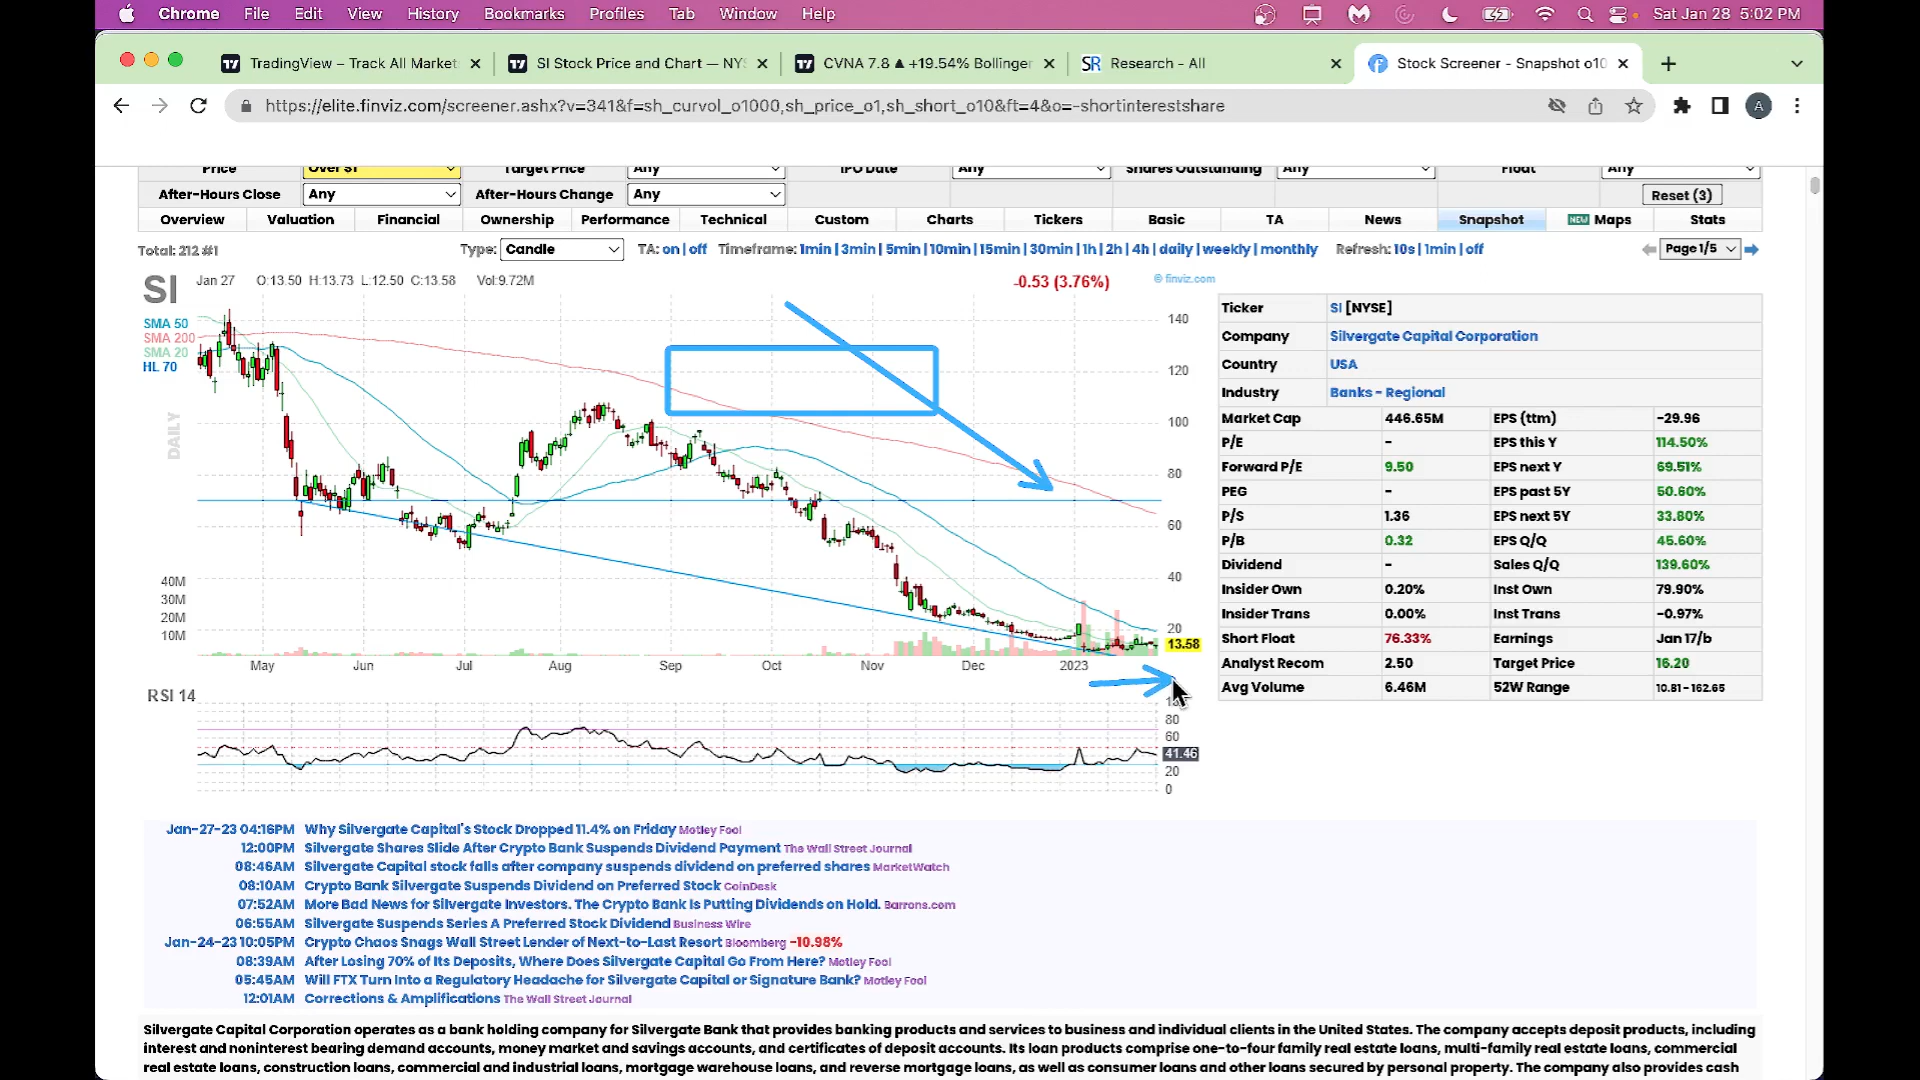 Chrome File Edit View History Bookmarks Profiles Tab Window Help Sat Jan 28 5:02 PM
TradingView – Track All Market SI Stock Price and Chart — NYS CVNA 7.8 ▲ +19.54% Bollinger SR Research - All Stock Screener - Snapshot o10
https://elite.finviz.com/screener.ashx?v=341&f=sh_curvol_o1000,sh_price_o1,sh_short_o10&ft=4&o=-shortinterestshare A
Price Over $1 Target Price Any IPO Date Any Shares Outstanding Any Float Any
After-Hours Close Any After-Hours Change Any Reset (3)
Overview Valuation Financial Ownership Performance Technical Custom Charts Tickers Basic TA News Snapshot NEW Maps Stats
Total: 212 #1 Type: Candle TA: on | off Timeframe: 1min | 3min | 5min | 10min | 15min | 30min | 1h | 2h | 4h | daily | weekly | monthly Refresh: 10s | 1min | off Page 1/5
SI Jan 27 O:13.50 H:13.73 L:12.50 C:13.58 Vol:9.72M -0.53 (3.76%) © finviz.com
SMA 50
SMA 200
SMA 20
HL 70
DAILY
140
120
100
80
60
40
20
13.58
40M
30M
20M
10M
May Jun Jul Aug Sep Oct Nov Dec 2023
RSI 14
80
60
41.46
20
0
Ticker SI [NYSE]
Company Silvergate Capital Corporation
Country USA
Industry Banks - Regional
Market Cap 446.65M EPS (ttm) -29.96
P/E - EPS this Y 114.50%
Forward P/E 9.50 EPS next Y 69.51%
PEG - EPS past 5Y 50.60%
P/S 1.36 EPS next 5Y 33.80%
P/B 0.32 EPS Q/Q 45.60%
Dividend - Sales Q/Q 139.60%
Insider Own 0.20% Inst Own 79.90%
Insider Trans 0.00% Inst Trans -0.97%
Short Float 76.33% Earnings Jan 17/b
Analyst Recom 2.50 Target Price 16.20
Avg Volume 6.46M 52W Range 10.81 - 162.65
Jan-27-23 04:16PM Why Silvergate Capital's Stock Dropped 11.4% on Friday Motley Fool
12:00PM Silvergate Shares Slide After Crypto Bank Suspends Dividend Payment The Wall Street Journal
08:46AM Silvergate Capital stock falls after company suspends dividend on preferred shares MarketWatch
08:10AM Crypto Bank Silvergate Suspends Dividend on Preferred Stock CoinDesk
07:52AM More Bad News for Silvergate Investors. The Crypto Bank Is Putting Dividends on Hold. Barrons.com
06:55AM Silvergate Suspends Series A Preferred Stock Dividend Business Wire
Jan-24-23 10:05PM Crypto Chaos Snags Wall Street Lender of Next-to-Last Resort Bloomberg -10.98%
08:39AM After Losing 70% of Its Deposits, Where Does Silvergate Capital Go From Here? Motley Fool
05:45AM Will FTX Turn Into a Regulatory Headache for Silvergate Capital or Signature Bank? Motley Fool
12:01AM Corrections & Amplifications The Wall Street Journal
Silvergate Capital Corporation operates as a bank holding company for Silvergate Bank that provides banking products and services to business and individual clients in the United States. The company accepts deposit products, including
interest and noninterest bearing demand accounts, money market and savings accounts, and certificates of deposit accounts. Its loan products comprise one-to-four family real estate loans, multi-family real estate loans, commercial
real estate loans, construction loans, commercial and industrial loans, mortgage warehouse loans, and reverse mortgage loans, as well as consumer loans and other loans secured by personal property. The company also provides cash